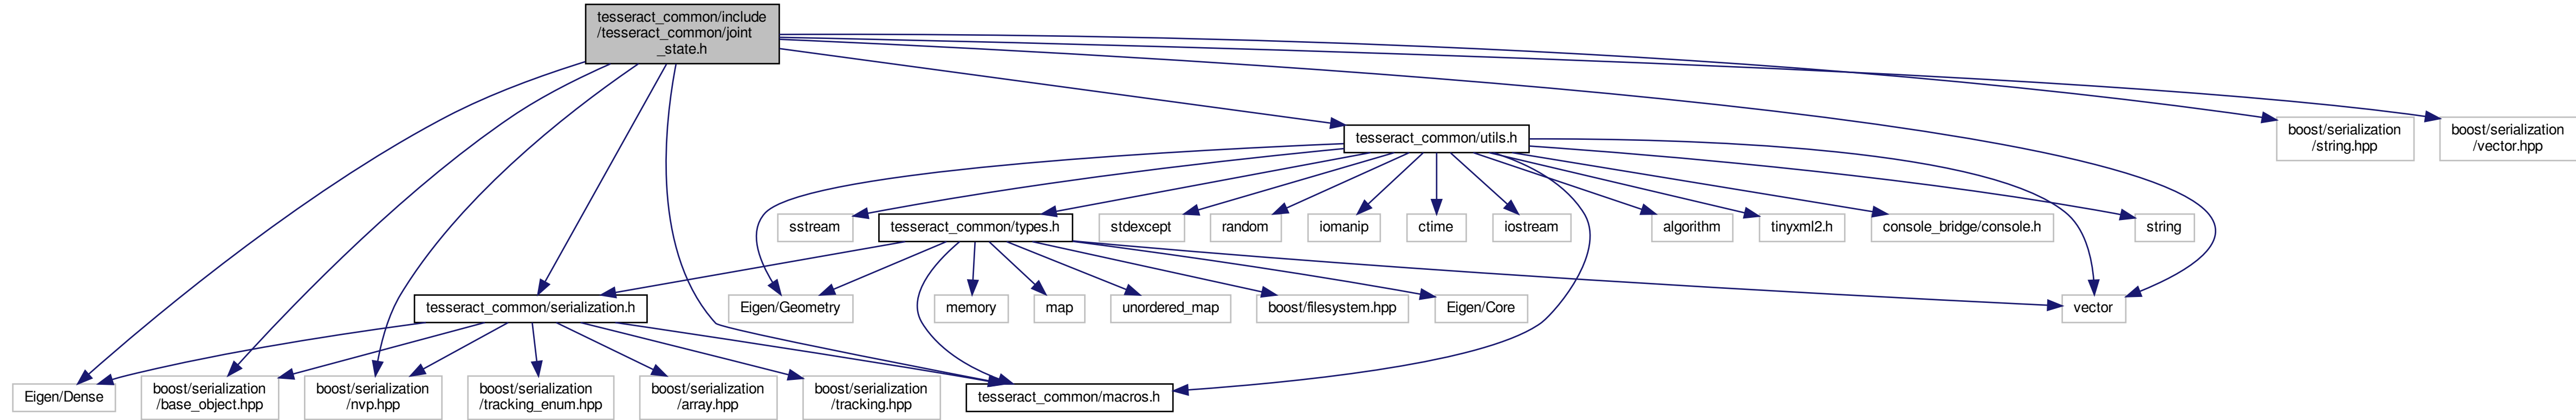 tesseract_common/include
/tesseract_common/joint
_state.h
tesseract_common/utils.h
boost/serialization
/string.hpp
boost/serialization
/vector.hpp
sstream
tesseract_common/types.h
stdexcept
random
iomanip
ctime
iostream
algorithm
tinyxml2.h
console_bridge/console.h
string
tesseract_common/serialization.h
Eigen/Geometry
memory
map
unordered_map
boost/filesystem.hpp
Eigen/Core
vector
Eigen/Dense
boost/serialization
/base_object.hpp
boost/serialization
/nvp.hpp
boost/serialization
/tracking_enum.hpp
boost/serialization
/array.hpp
boost/serialization
/tracking.hpp
tesseract_common/macros.h